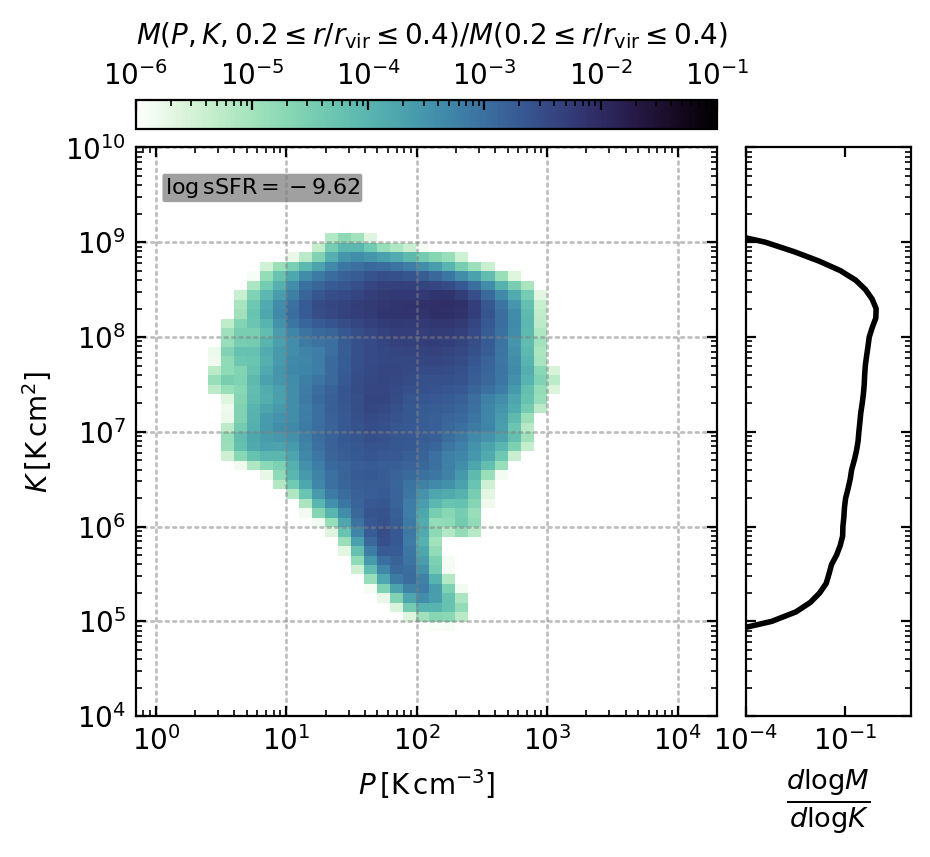 M(P, K, 0.2 ≤ r/r_vir ≤ 0.4)/M(0.2 ≤ r/r_vir ≤ 0.4)
10^−6 10^−5 10^−4 10^−3 10^−2 10^−1
log sSFR = −9.62
10^10
10^9
10^8
10^7
10^6
10^5
10^4
K [K cm^2]
10^0 10^1 10^2 10^3 10^4
P [K cm^−3]
10^−4 10^−1
dlogM
dlogK